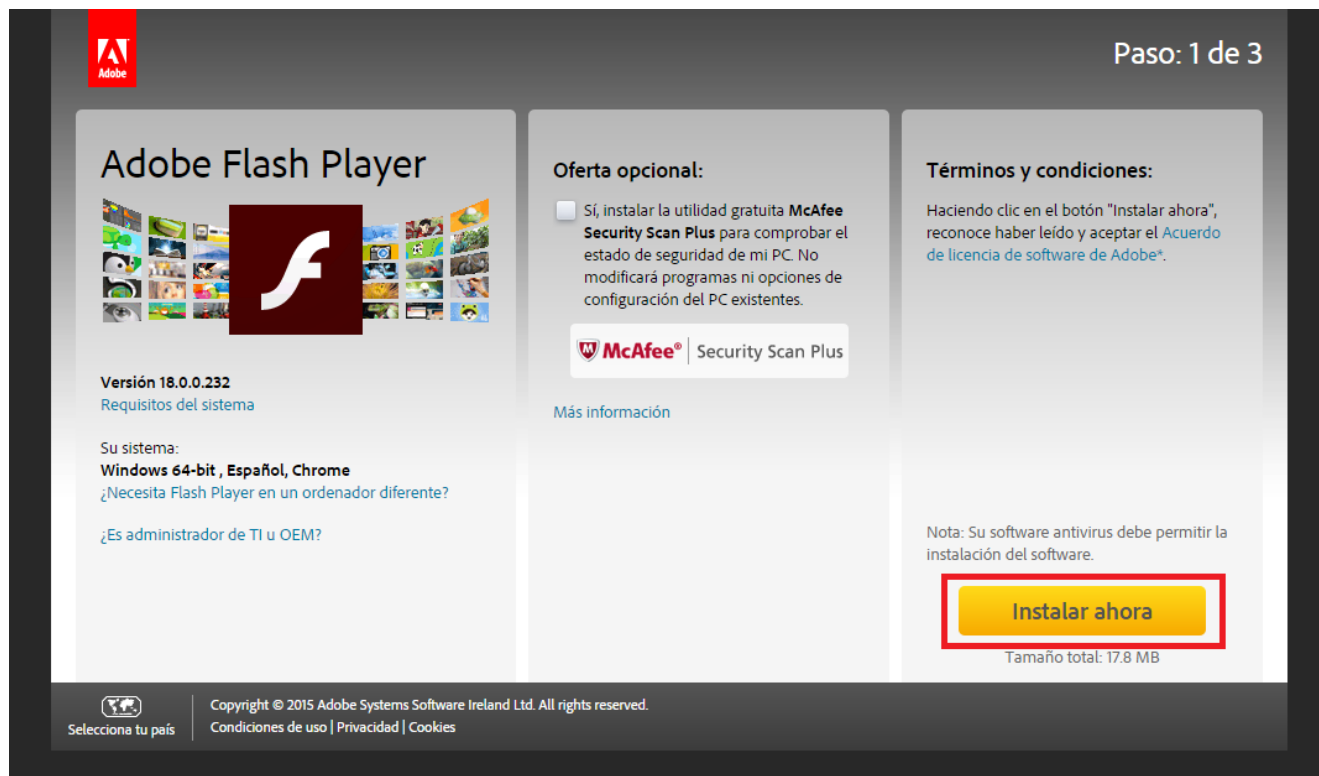 Adobe
Paso: 1 de 3
Adobe Flash Player
Versión 18.0.0.232
Requisitos del sistema
Su sistema:
Windows 64-bit , Español, Chrome
¿Necesita Flash Player en un ordenador diferente?
¿Es administrador de TI u OEM?
Oferta opcional:
Sí, instalar la utilidad gratuita McAfee
Security Scan Plus para comprobar el
estado de seguridad de mi PC. No
modificará programas ni opciones de
configuración del PC existentes.
McAfee® | Security Scan Plus
Más información
Términos y condiciones:
Haciendo clic en el botón "Instalar ahora",
reconoce haber leído y aceptar el Acuerdo
de licencia de software de Adobe*.
Nota: Su software antivirus debe permitir la
instalación del software.
Instalar ahora
Tamaño total: 17.8 MB
Selecciona tu país
Copyright © 2015 Adobe Systems Software Ireland Ltd. All rights reserved.
Condiciones de uso | Privacidad | Cookies